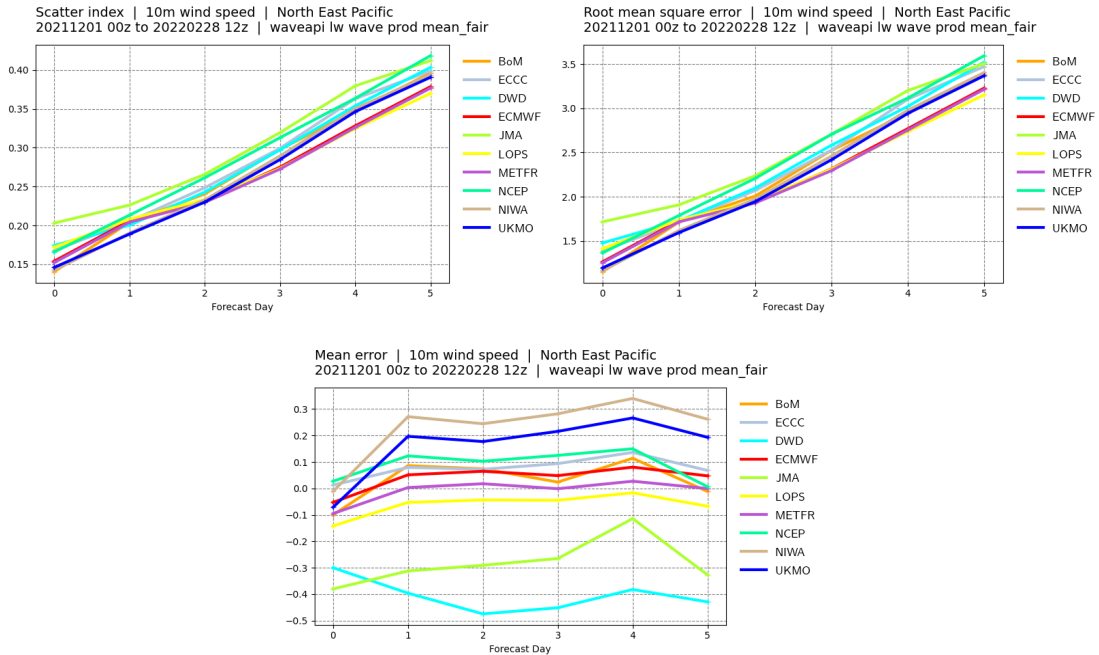 Scatter index | 10m wind speed | North East Pacific
20211201 00z to 20220228 12z | waveapi lw wave prod mean_fair
0.40
0.35
0.30
0.25
0.20
0.15
0 1 2 3 4 5
Forecast Day
BoM
ECCC
DWD
ECMWF
JMA
LOPS
METFR
NCEP
NIWA
UKMO
Root mean square error | 10m wind speed | North East Pacific
20211201 00z to 20220228 12z | waveapi lw wave prod mean_fair
3.5
3.0
2.5
2.0
1.5
0 1 2 3 4 5
Forecast Day
BoM
ECCC
DWD
ECMWF
JMA
LOPS
METFR
NCEP
NIWA
UKMO
Mean error | 10m wind speed | North East Pacific
20211201 00z to 20220228 12z | waveapi lw wave prod mean_fair
0.3
0.2
0.1
0.0
−0.1
−0.2
−0.3
−0.4
−0.5
0 1 2 3 4 5
Forecast Day
BoM
ECCC
DWD
ECMWF
JMA
LOPS
METFR
NCEP
NIWA
UKMO